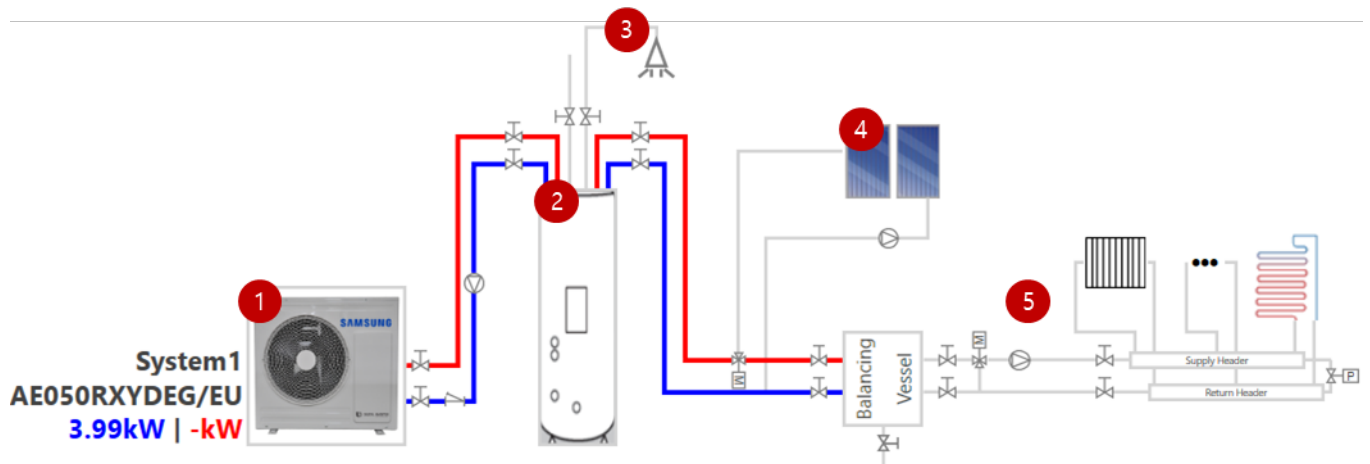 3
4
2
5
1
SAMSUNG
M
System1
AE050RXYDEG/EU
3.99kW | -kW
M
Balancing
Vessel
Supply Header
Return Header
P